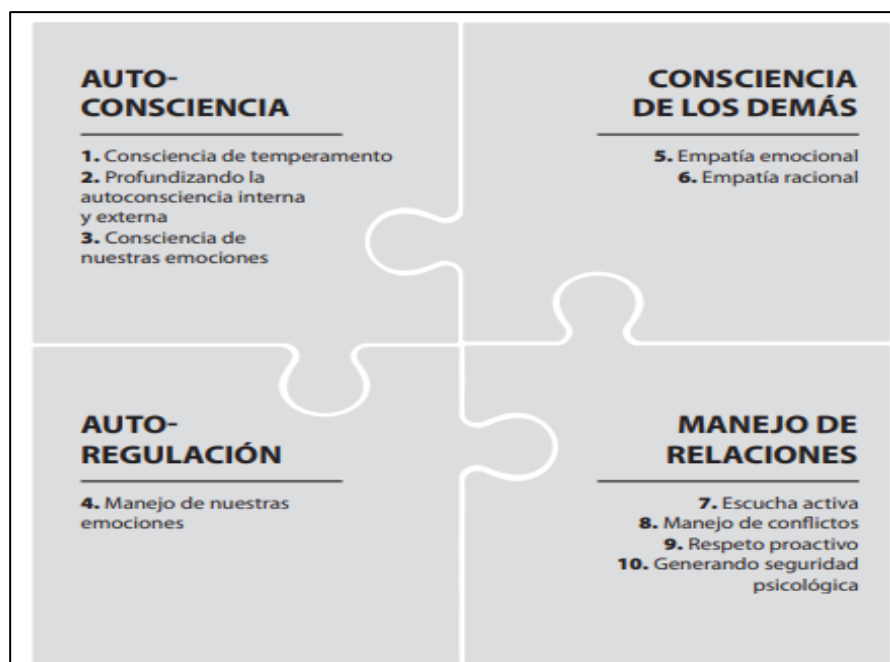 AUTO-
CONSCIENCIA
1. Consciencia de temperamento
2. Profundizando la
autoconsciencia interna
y externa
3. Consciencia de
nuestras emociones
CONSCIENCIA
DE LOS DEMÁS
5. Empatía emocional
6. Empatía racional
AUTO-
REGULACIÓN
4. Manejo de nuestras
emociones
MANEJO DE
RELACIONES
7. Escucha activa
8. Manejo de conflictos
9. Respeto proactivo
10. Generando seguridad
psicológica